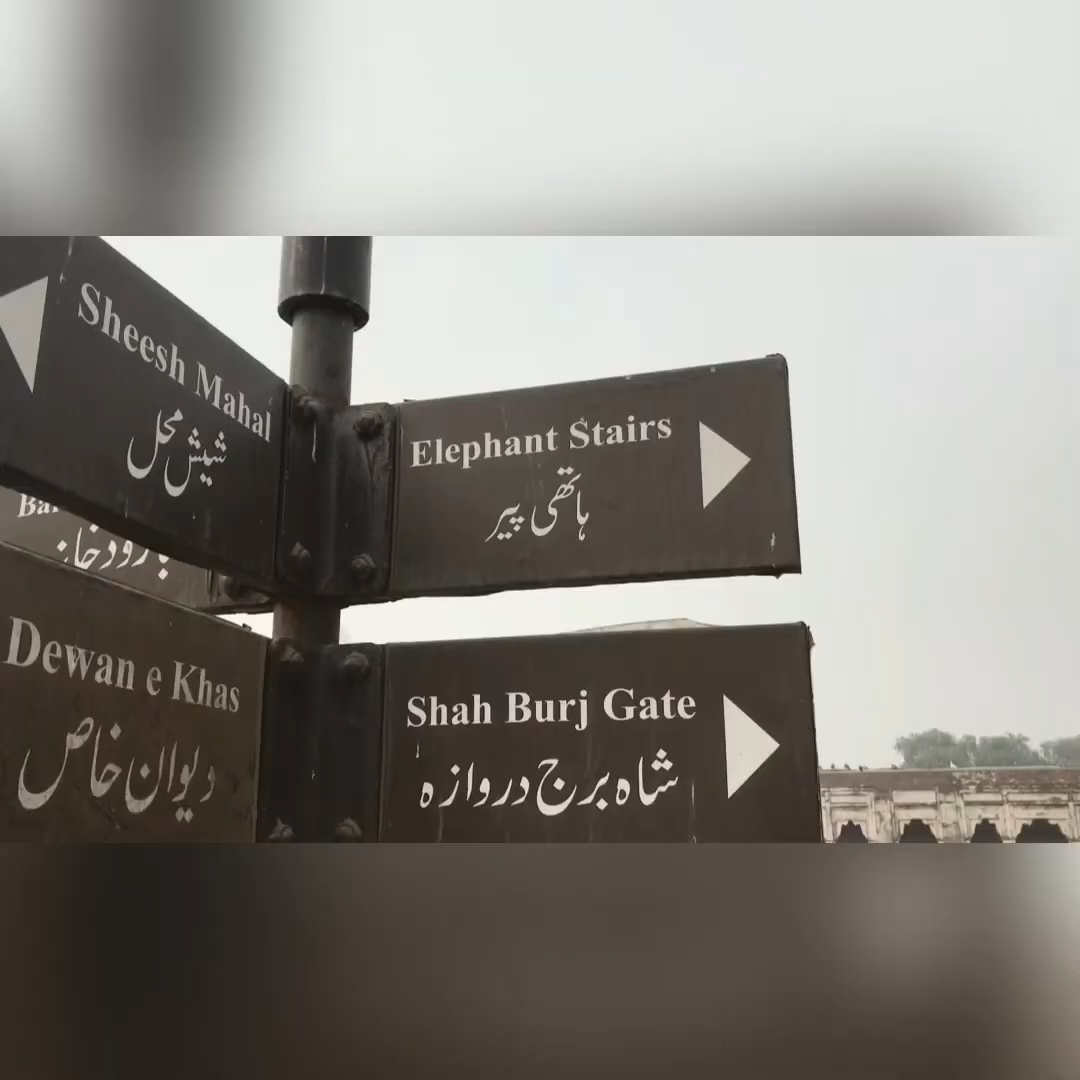 Sheesh Mahal
شیش محل
Elephant Stairs
ہاتھی پیر
Dewan e Khas
دیوان خاص
Shah Burj Gate
شاہ برج دروازہ